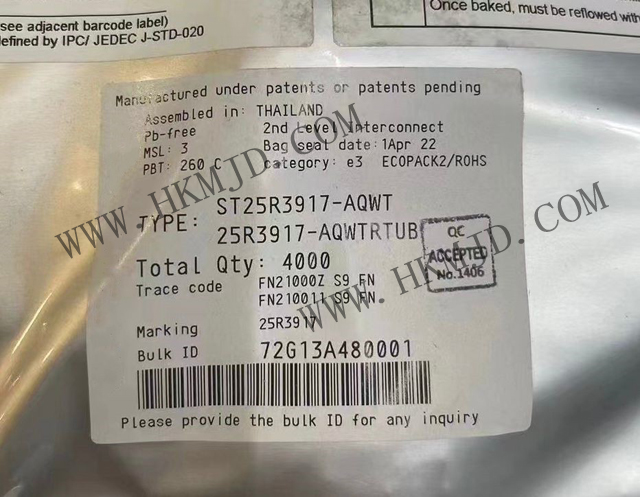 see adjacent barcode label)
defined by IPC/ JEDEC J-STD-020
Once baked, must be reflowed with
Manufactured under patents or patents pending
Assembled in: THAILAND
Pb-free 2nd Level Interconnect
MSL: 3 Bag seal date: 1Apr 22
PBT: 260 C category: e3 ECOPACK2/ROHS
TYPE: ST25R3917-AQWT
25R3917-AQWTRTUB
Total Qty: 4000
QC
ACCEPTED
No.1406
Trace code FN21000Z S9 FN
FN210011 S9 FN
Marking 25R3917
Bulk ID 72G13A480001
Please provide the bulk ID for any inquiry
WWW.HKMJD.COM
WWW.HKMJD.COM